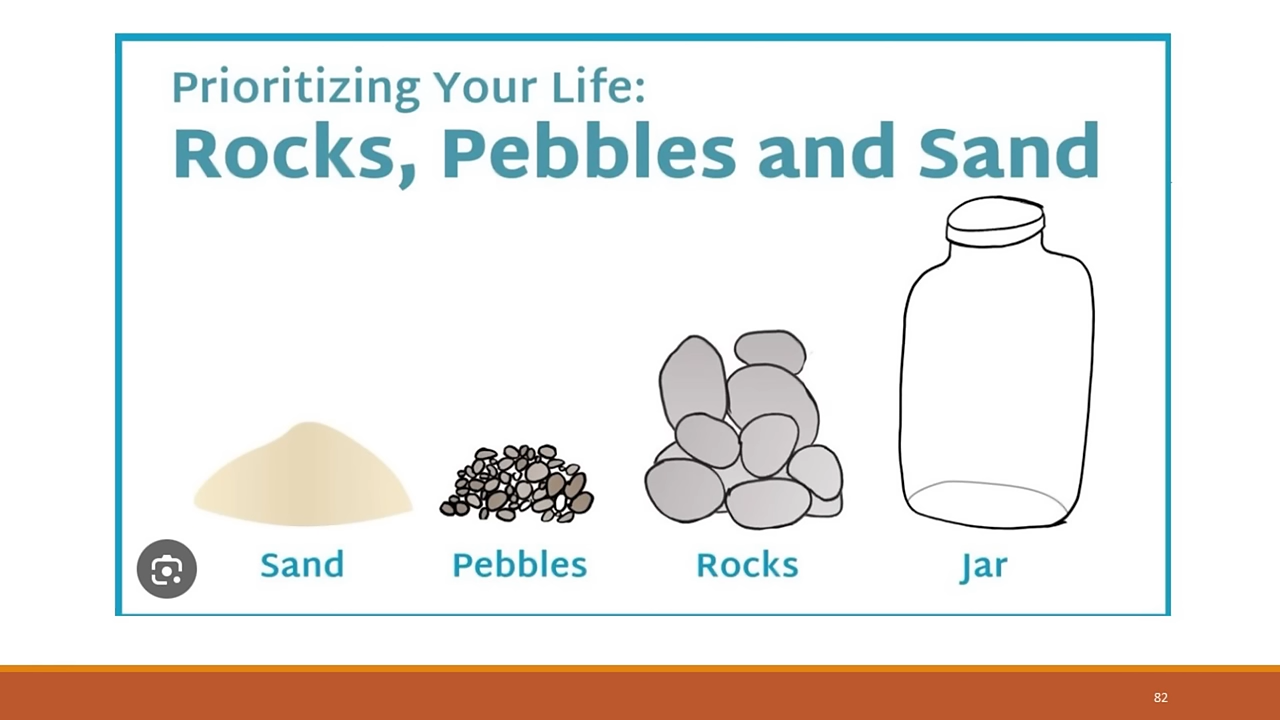 Prioritizing Your Life:
Rocks, Pebbles and Sand
Sand
Pebbles
Rocks
Jar
82